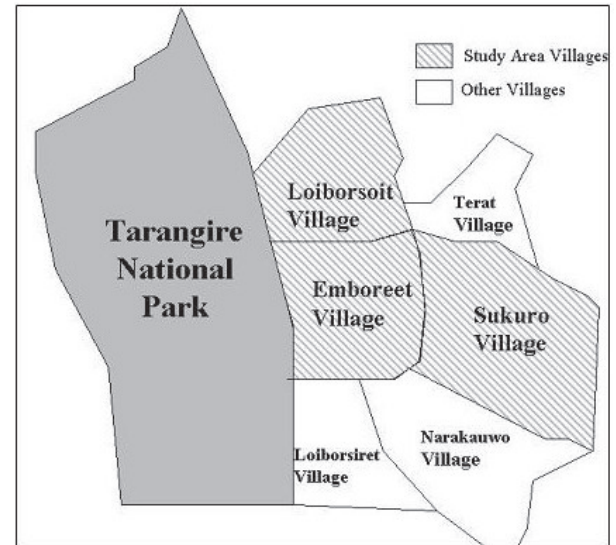 Study Area Villages
Other Villages
Loiborsoit
Village
Terat
Village
Tarangire
National
Park
Emboreet
Village
Sukuro
Village
Loiborsiret
Village
Narakauwo
Village